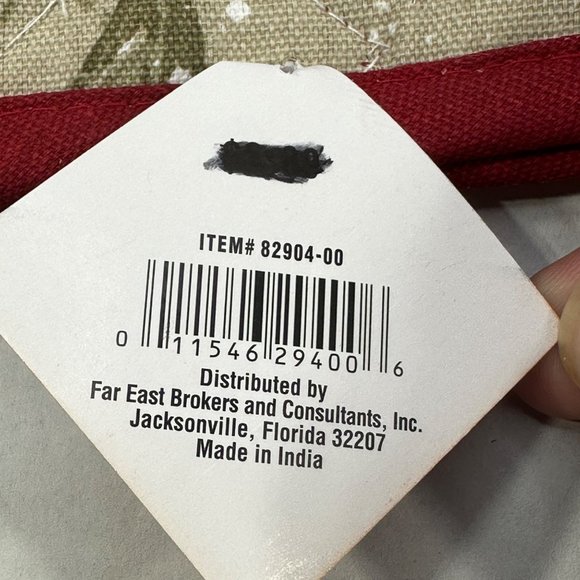 ITEM# 82904-00
0 11546 29400 6
Distributed by
Far East Brokers and Consultants, Inc.
Jacksonville, Florida 32207
Made in India